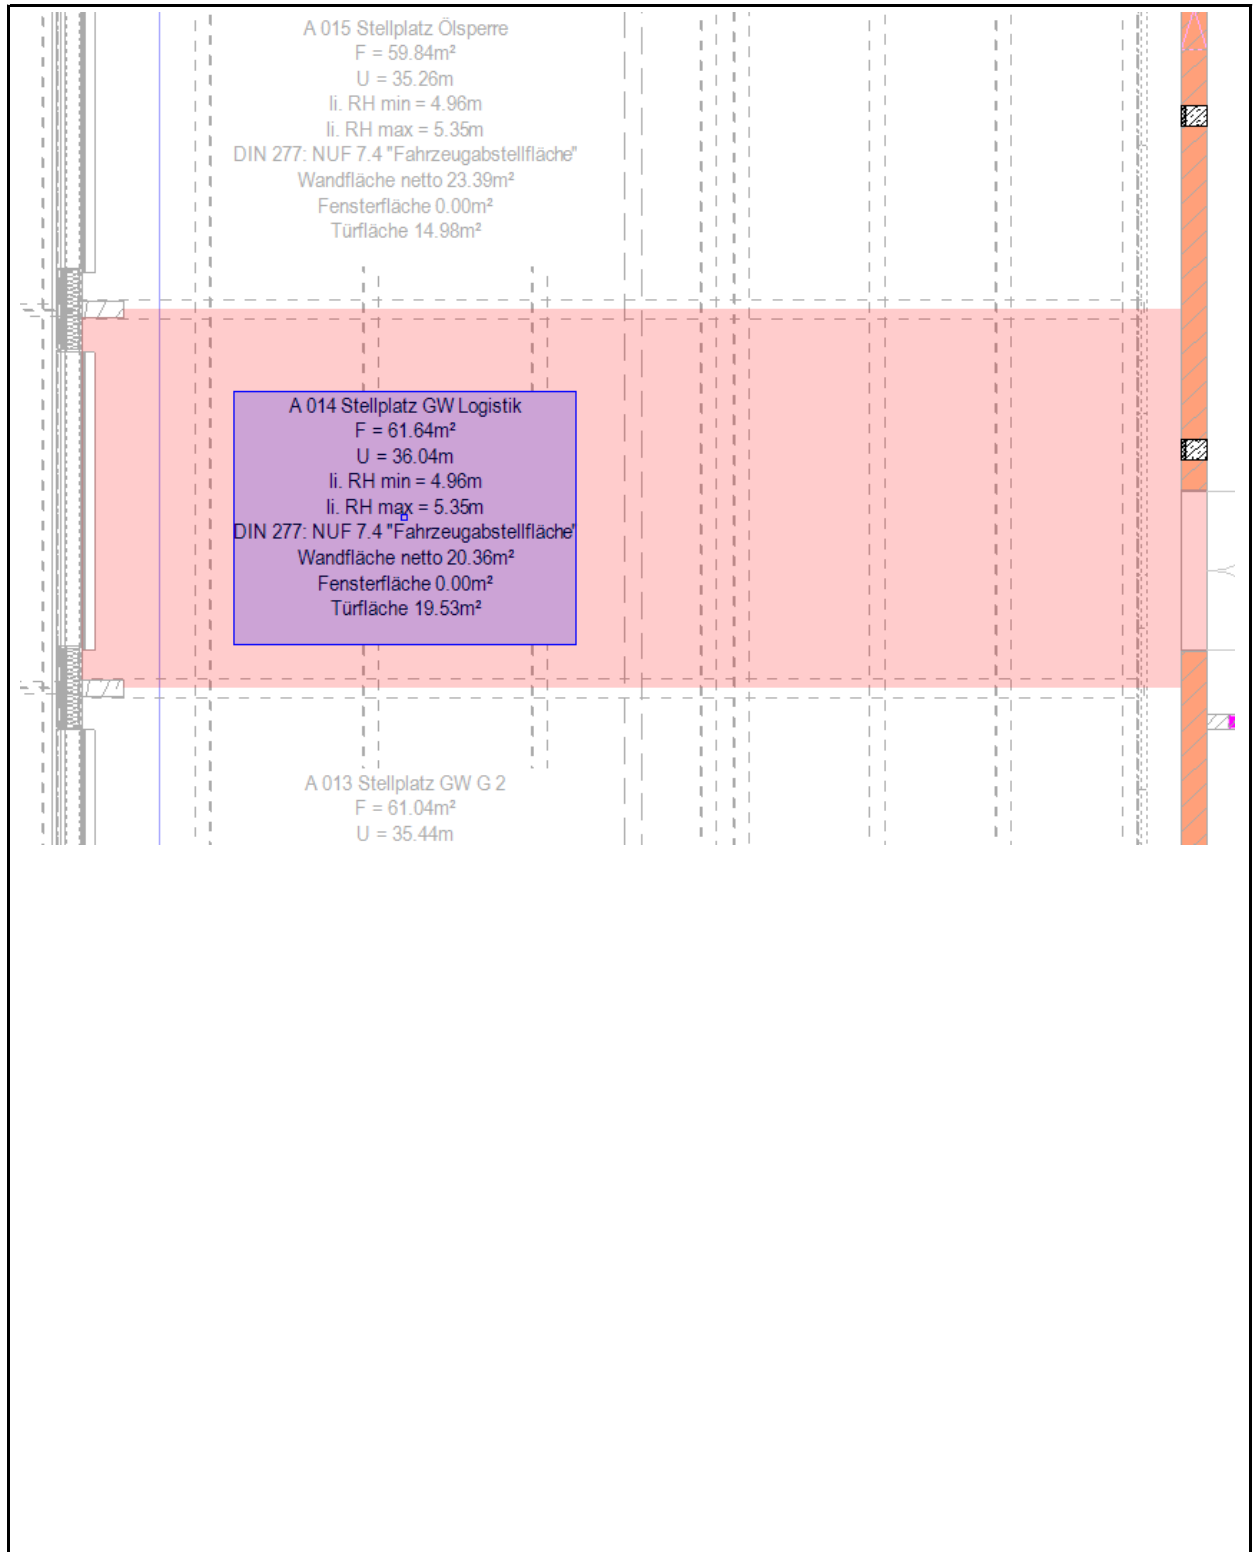 A 015 Stellplatz Ölsperre
F = 59.84m²
U = 35.26m
li. RH min = 4.96m
li. RH max = 5.35m
DIN 277: NUF 7.4 "Fahrzeugabstellfläche"
Wandfläche netto 23.39m²
Fensterfläche 0.00m²
Türfläche 14.98m²
A 014 Stellplatz GW Logistik
F = 61.64m²
U = 36.04m
li. RH min = 4.96m
li. RH max = 5.35m
DIN 277: NUF 7.4 "Fahrzeugabstellfläche"
Wandfläche netto 20.36m²
Fensterfläche 0.00m²
Türfläche 19.53m²
A 013 Stellplatz GW G 2
F = 61.04m²
U = 35.44m